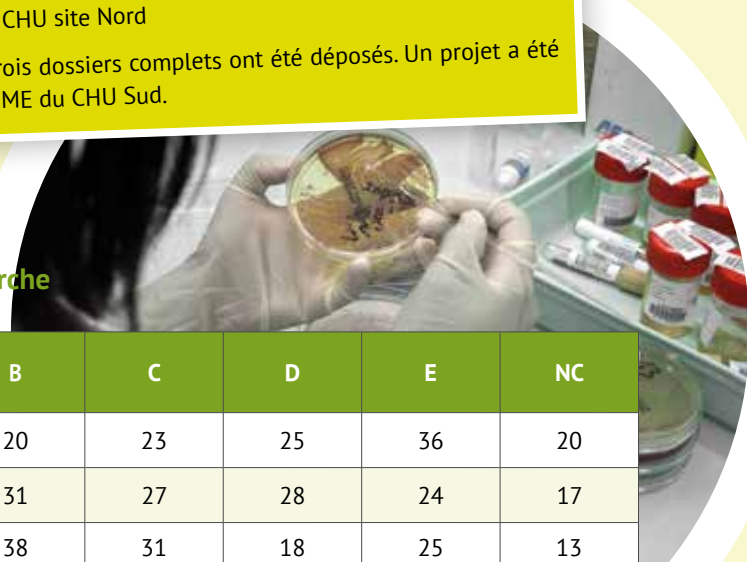 CHU site Nord
rois dossiers complets ont été déposés. Un projet a été
ME du CHU Sud.
rche
B C D E NC
20 23 25 36 20
31 27 28 24 17
38 31 18 25 13